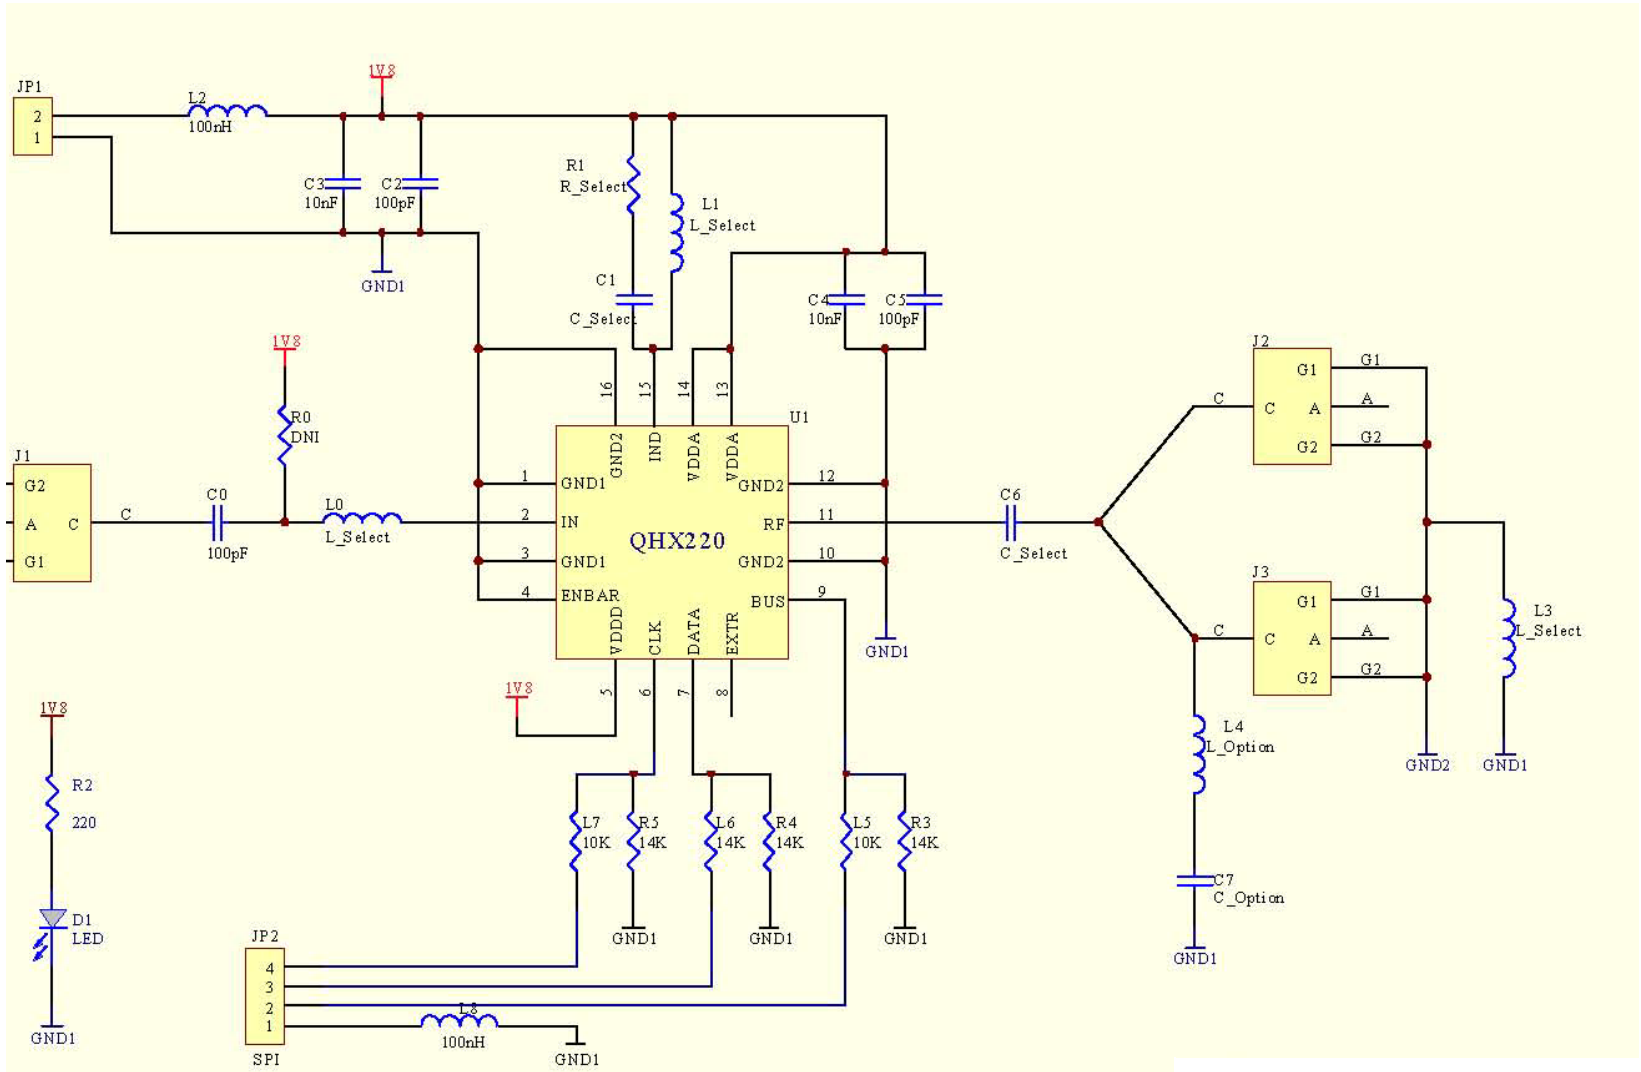 1V8
JP1
2
1
L2
100nH
C3
10nF
C2
100pF
GND1
R1
R_Select
L1
L_Select
C1
C_Select
C4
10nF
C5
100pF
1V8
R0
DNI
J1
G2
A
C
G1
C
C0
100pF
L0
L_Select
16
15
14
13
U1
GND2
IND
VDDA
VDDA
1
GND1
2
IN
3
GND1
4
ENBAR
QHX220
GND2
12
RF
11
GND2
10
BUS
9
VDDD
CLK
DATA
EXTR
5
6
7
8
1V8
GND1
C6
C_Select
J2
G1
C
A
G2
C
G1
A
G2
J3
G1
C
A
G2
C
G1
A
G2
L3
L_Select
GND2
GND1
L4
L_Option
C7
C_Option
GND1
1V8
R2
220
D1
LED
GND1
L7
10K
R5
14K
L6
14K
R4
14K
L5
10K
R3
14K
GND1
GND1
GND1
JP2
4
3
2
1
SPI
L8
100nH
GND1